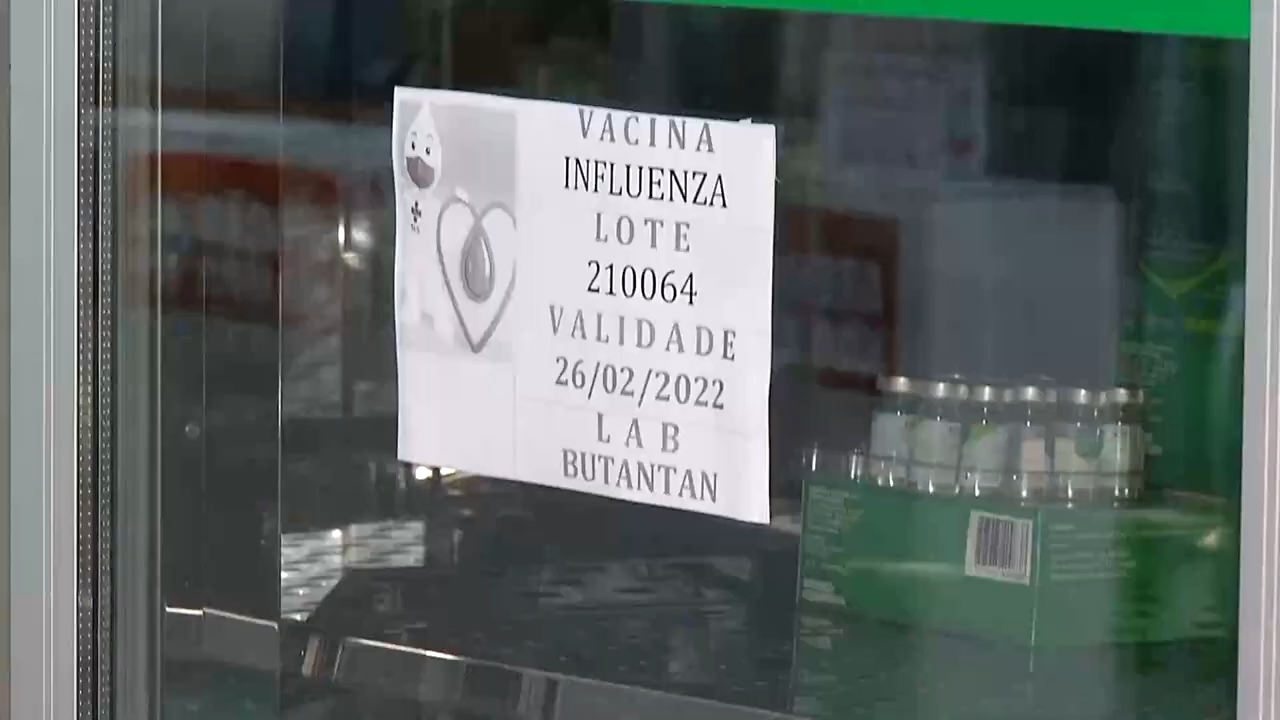 VACINA
INFLUENZA
LOTE
210064
VALIDADE
26/02/2022
LAB
BUTANTAN